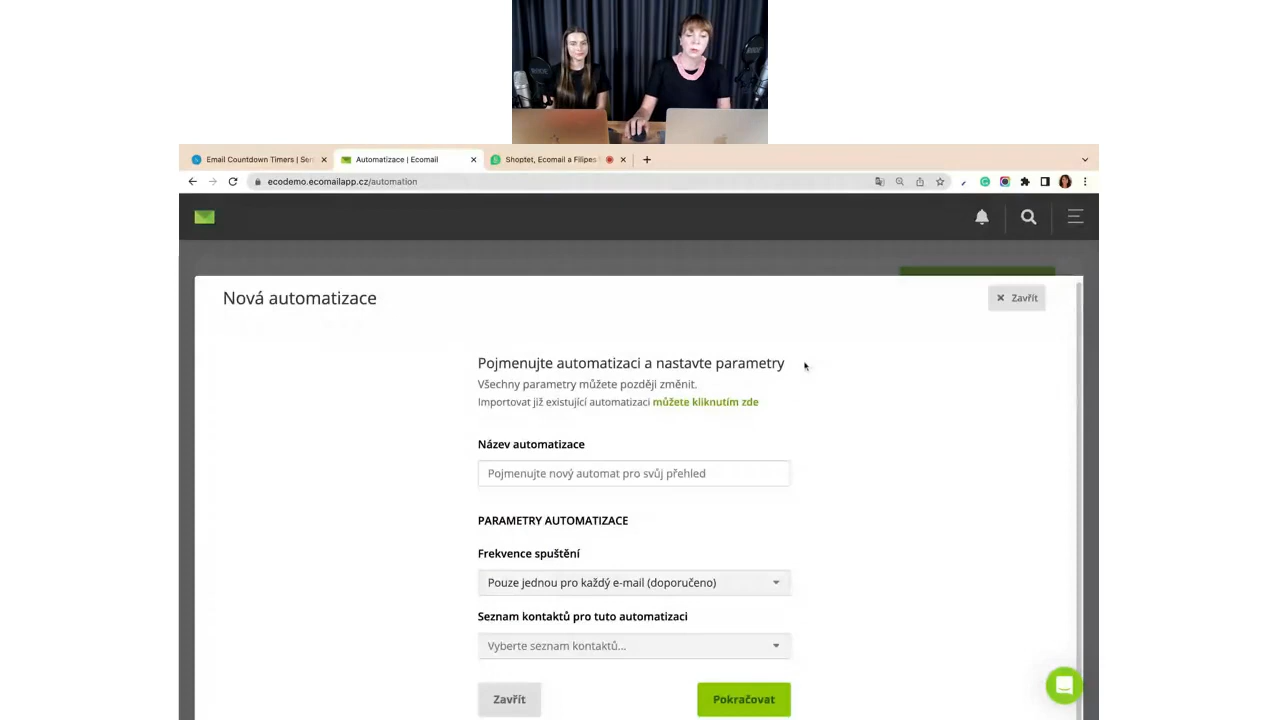 Email Countdown Timers | Sen
Automatizace | Ecomail
Shoptet, Ecomail a Filipes
ecodemo.ecomailapp.cz/automation
Nová automatizace
Zavřít
Pojmenujte automatizaci a nastavte parametry
Všechny parametry můžete později změnit.
Importovat již existující automatizaci můžete kliknutím zde
Název automatizace
Pojmenujte nový automat pro svůj přehled
PARAMETRY AUTOMATIZACE
Frekvence spuštění
Pouze jednou pro každý e-mail (doporučeno)
Seznam kontaktů pro tuto automatizaci
Vyberte seznam kontaktů...
Zavřít
Pokračovat